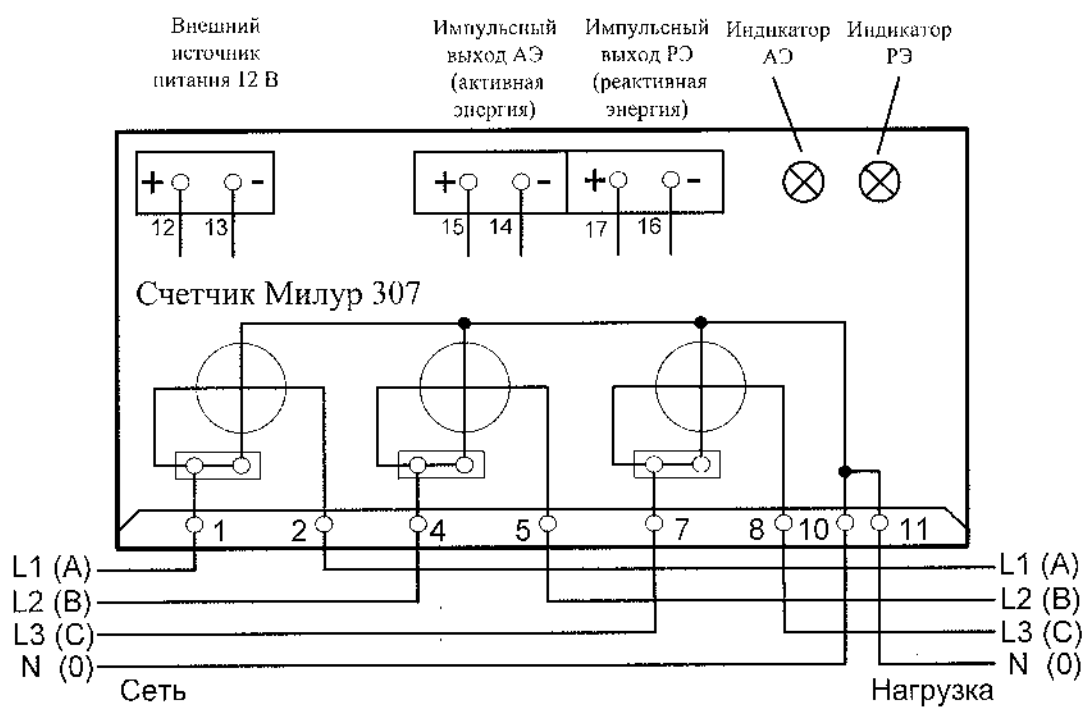 Внешний
источник
питания 12 В
Импульсный
выход АЭ
(активная
энергия)
Импульсный
выход РЭ
(реактивная
энергия)
Индикатор
АЭ
Индикатор
РЭ
+ -
12 13
+ -
15 14
+ -
17 16
Счетчик Милур 307
1 2 4 5 7 8 10 11
L1 (A)
L2 (B)
L3 (C)
N (0)
Сеть
L1 (A)
L2 (B)
L3 (C)
N (0)
Нагрузка